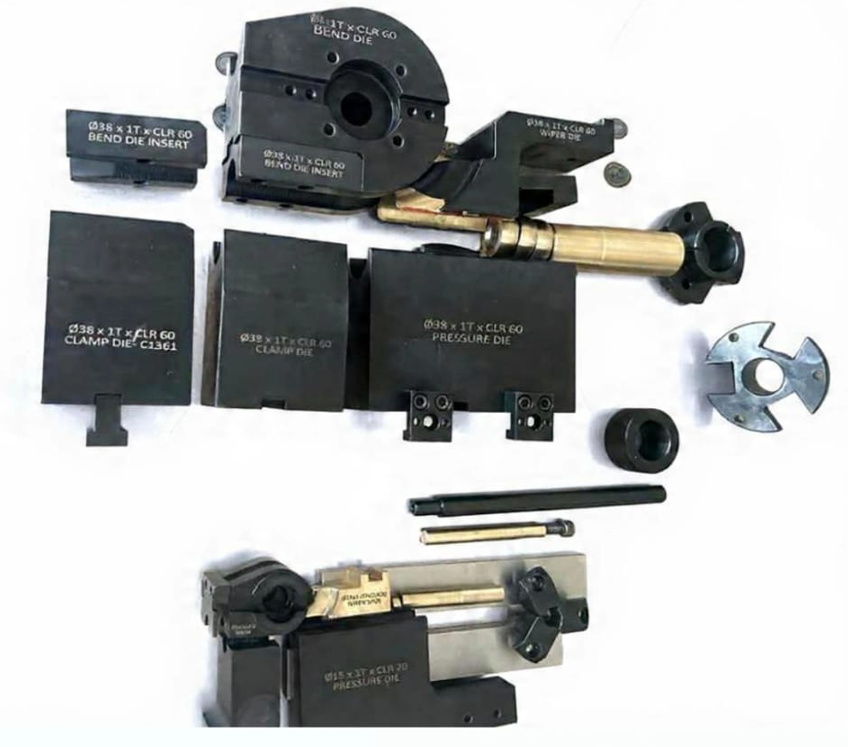 1T x CLR 60
BEND DIE
Ø38 x 1T x CLR 60
BEND DIE INSERT
Ø38 x 1T x CLR 60
BEND DIE INSERT
Ø38 x 1T x CLR 60
WIPER DIE
Ø38 x 1T x CLR 60
CLAMP DIE- C1361
Ø38 x 1T x CLR 60
CLAMP DIE
Ø38 x 1T x CLR 60
PRESSURE DIE
Ø15 x 1T x CLR 20
PRESSURE DIE